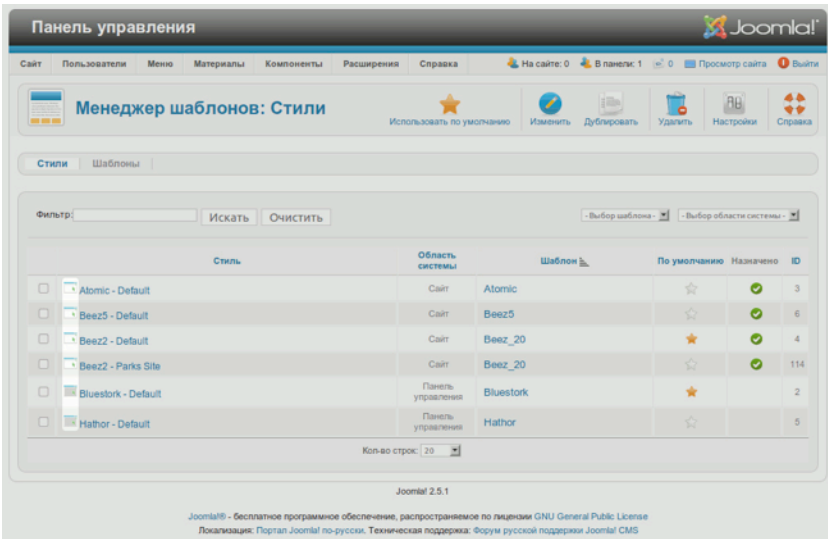 Панель управления
Joomla!
Сайт Пользователи Меню Материалы Компоненты Расширения Справка На сайте: 0 В панели: 1 0 Просмотр сайта Выйти
Менеджер шаблонов: Стили
Использовать по умолчанию Изменить Дублировать Удалить Настройки Справка
Стили Шаблоны
Фильтр: Искать Очистить - Выбор шаблона - - Выбор области системы -
Стиль Область системы Шаблон По умолчанию Назначено ID
Atomic - Default Сайт Atomic 3
Beez5 - Default Сайт Beez5 6
Beez2 - Default Сайт Beez_20 4
Beez2 - Parks Site Сайт Beez_20 114
Bluestork - Default Панель управления Bluestork 2
Hathor - Default Панель управления Hathor 5
Кол-во строк: 20
Joomla! 2.5.1
Joomla!® - бесплатное программное обеспечение, распространяемое по лицензии GNU General Public License
Локализация: Портал Joomla! по-русски. Техническая поддержка: Форум русской поддержки Joomla! CMS